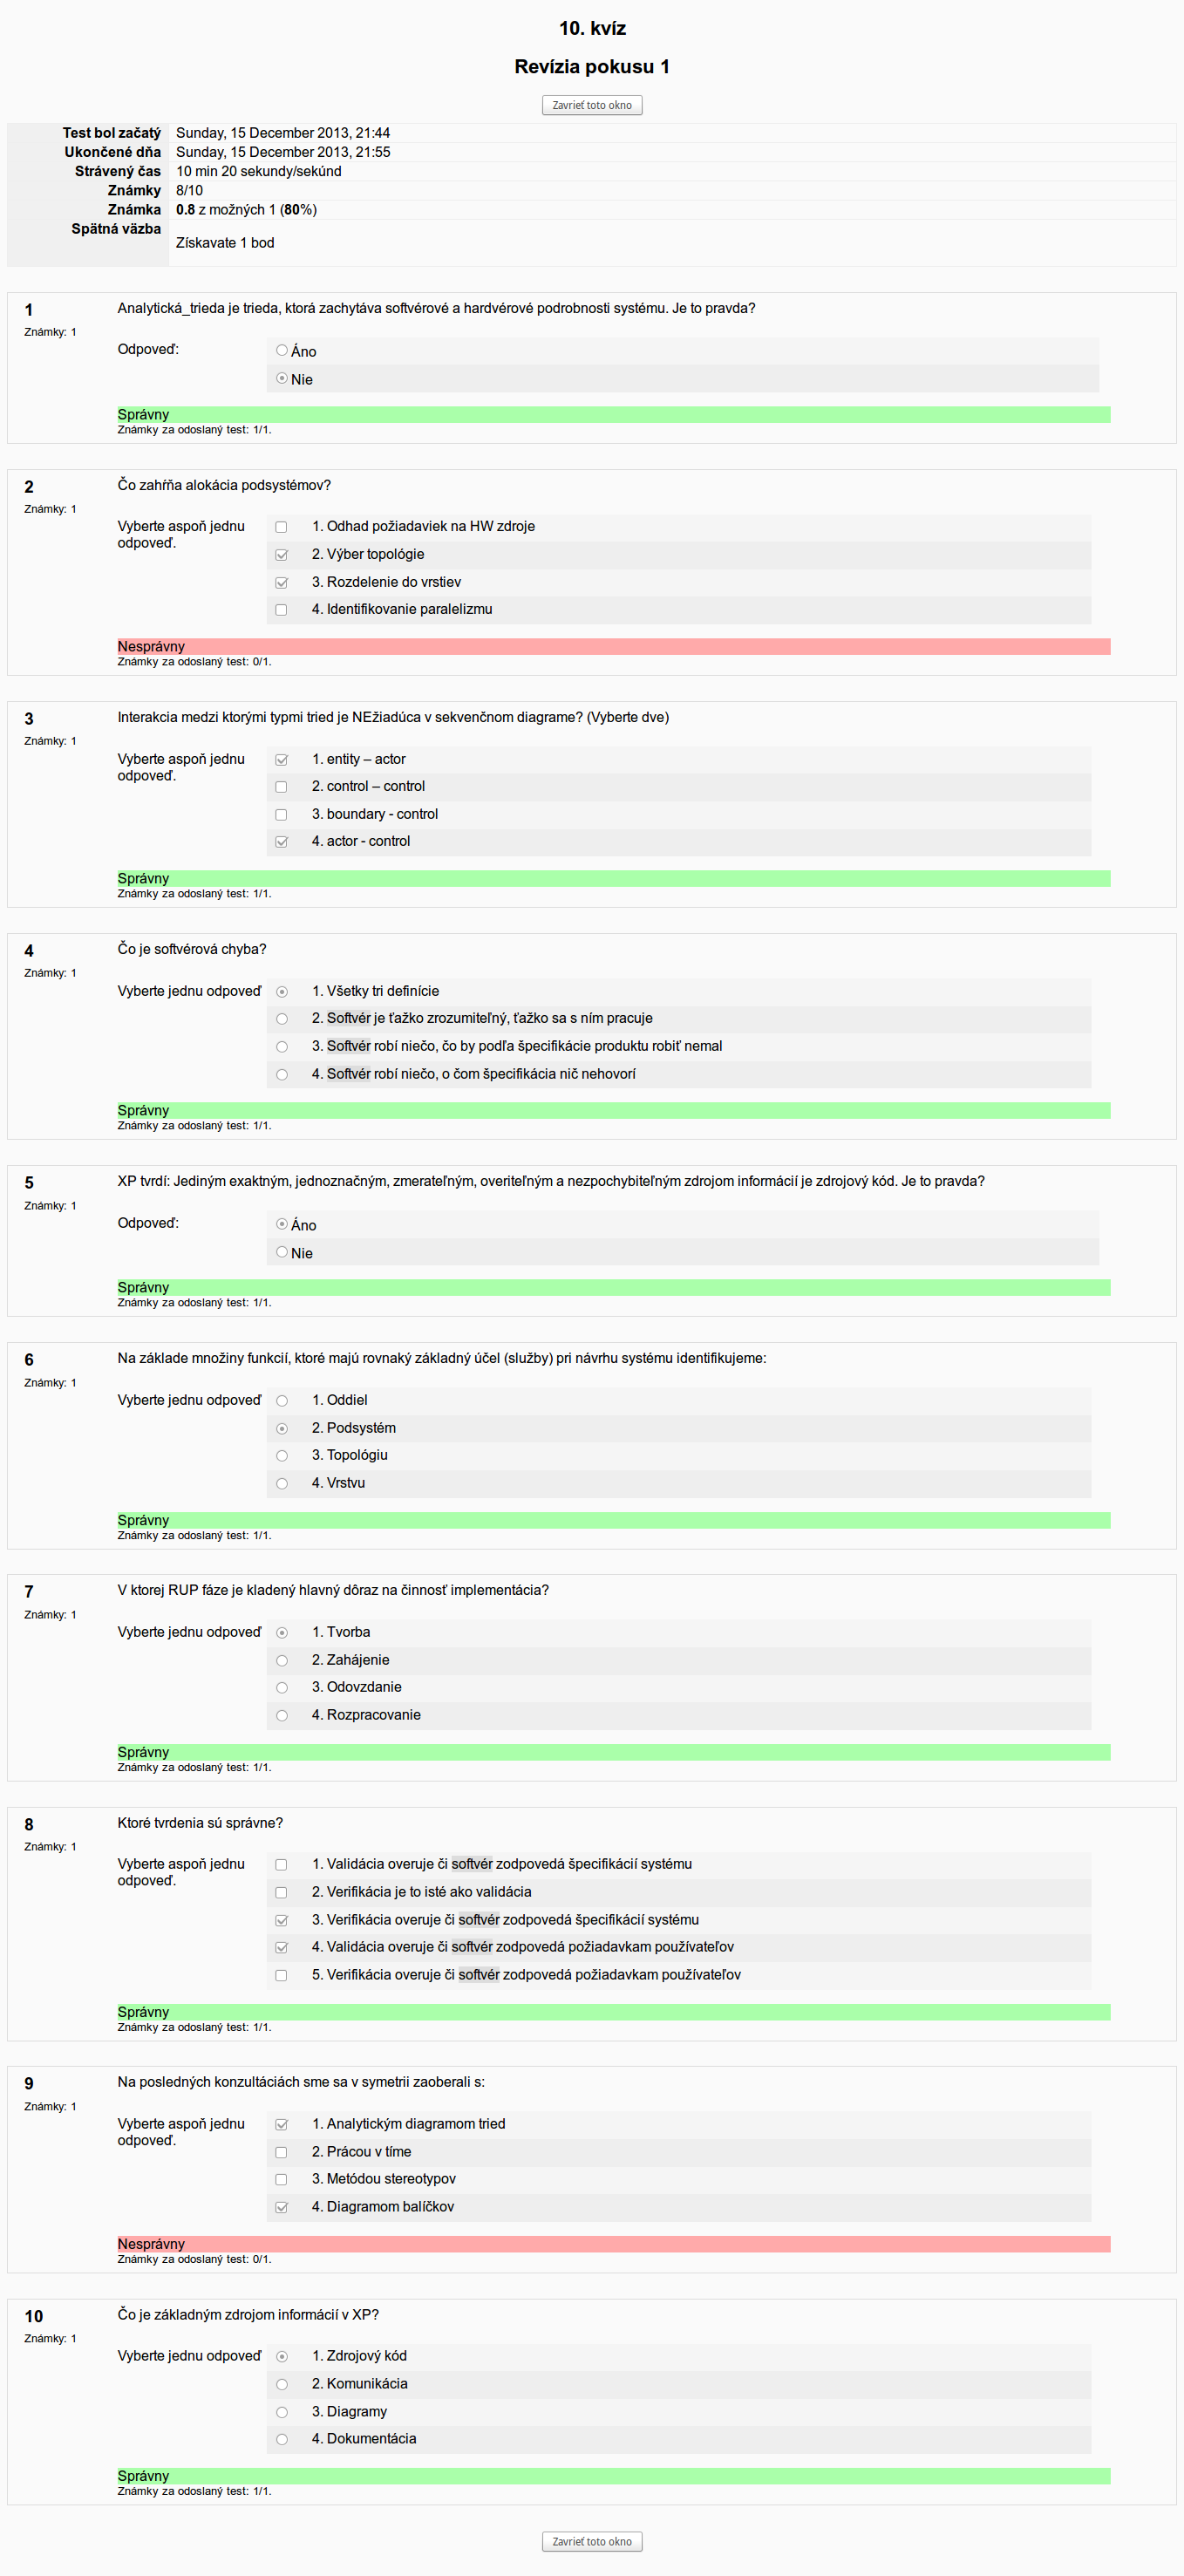 10. kvíz
Revízia pokusu 1
Zavrieť toto okno
Test bol začatý Sunday, 15 December 2013, 21:44
Ukončené dňa Sunday, 15 December 2013, 21:55
Strávený čas 10 min 20 sekundy/sekúnd
Známky 8/10
Známka 0.8 z možných 1 (80%)
Spätná väzba
Získavate 1 bod
1 Analytická_trieda je trieda, ktorá zachytáva softvérové a hardvérové podrobnosti systému. Je to pravda?
Známky: 1
Odpoveď: Áno
Nie
Správny
Známky za odoslaný test: 1/1.
2 Čo zahŕňa alokácia podsystémov?
Známky: 1
Vyberte aspoň jednu odpoveď.
1. Odhad požiadaviek na HW zdroje
2. Výber topológie
3. Rozdelenie do vrstiev
4. Identifikovanie paralelizmu
Nesprávny
Známky za odoslaný test: 0/1.
3 Interakcia medzi ktorými typmi tried je NEžiadúca v sekvenčnom diagrame? (Vyberte dve)
Známky: 1
Vyberte aspoň jednu odpoveď.
1. entity – actor
2. control – control
3. boundary - control
4. actor - control
Správny
Známky za odoslaný test: 1/1.
4 Čo je softvérová chyba?
Známky: 1
Vyberte jednu odpoveď
1. Všetky tri definície
2. Softvér je ťažko zrozumiteľný, ťažko sa s ním pracuje
3. Softvér robí niečo, čo by podľa špecifikácie produktu robiť nemal
4. Softvér robí niečo, o čom špecifikácia nič nehovorí
Správny
Známky za odoslaný test: 1/1.
5 XP tvrdí: Jediným exaktným, jednoznačným, zmerateľným, overiteľným a nezpochybiteľným zdrojom informácií je zdrojový kód. Je to pravda?
Známky: 1
Odpoveď: Áno
Nie
Správny
Známky za odoslaný test: 1/1.
6 Na základe množiny funkcií, ktoré majú rovnaký základný účel (služby) pri návrhu systému identifikujeme:
Známky: 1
Vyberte jednu odpoveď
1. Oddiel
2. Podsystém
3. Topológiu
4. Vrstvu
Správny
Známky za odoslaný test: 1/1.
7 V ktorej RUP fáze je kladený hlavný dôraz na činnosť implementácia?
Známky: 1
Vyberte jednu odpoveď
1. Tvorba
2. Zahájenie
3. Odovzdanie
4. Rozpracovanie
Správny
Známky za odoslaný test: 1/1.
8 Ktoré tvrdenia sú správne?
Známky: 1
Vyberte aspoň jednu odpoveď.
1. Validácia overuje či softvér zodpovedá špecifikácií systému
2. Verifikácia je to isté ako validácia
3. Verifikácia overuje či softvér zodpovedá špecifikácií systému
4. Validácia overuje či softvér zodpovedá požiadavkam používateľov
5. Verifikácia overuje či softvér zodpovedá požiadavkam používateľov
Správny
Známky za odoslaný test: 1/1.
9 Na posledných konzultáciách sme sa v symetrii zaoberali s:
Známky: 1
Vyberte aspoň jednu odpoveď.
1. Analytickým diagramom tried
2. Prácou v tíme
3. Metódou stereotypov
4. Diagramom balíčkov
Nesprávny
Známky za odoslaný test: 0/1.
10 Čo je základným zdrojom informácií v XP?
Známky: 1
Vyberte jednu odpoveď
1. Zdrojový kód
2. Komunikácia
3. Diagramy
4. Dokumentácia
Správny
Známky za odoslaný test: 1/1.
Zavrieť toto okno